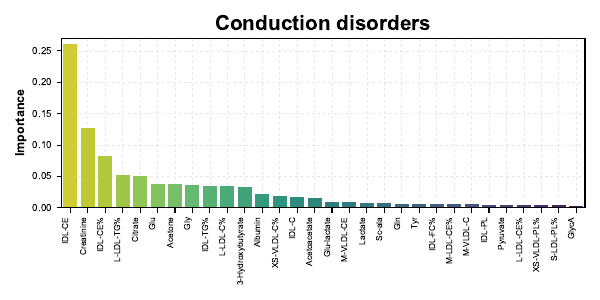 Conduction disorders
Importance
0.25
0.20
0.15
0.10
0.05
0.00
IDL-CE
Creatinine
IDL-CE%
L-LDL-TG%
Citrate
Glu
Acetone
Gly
IDL-TG%
L-LDL-C%
3-Hydroxybutyrate
Albumin
XS-VLDL-C%
IDL-C
Acetoacetate
Glu-lactate
M-VLDL-CE
Lactate
Sc-ala
Gln
Tyr
IDL-FC%
M-LDL-CE%
M-VLDL-C
IDL-PL
Pyruvate
L-LDL-CE%
XS-VLDL-PL%
S-LDL-PL%
GlycA